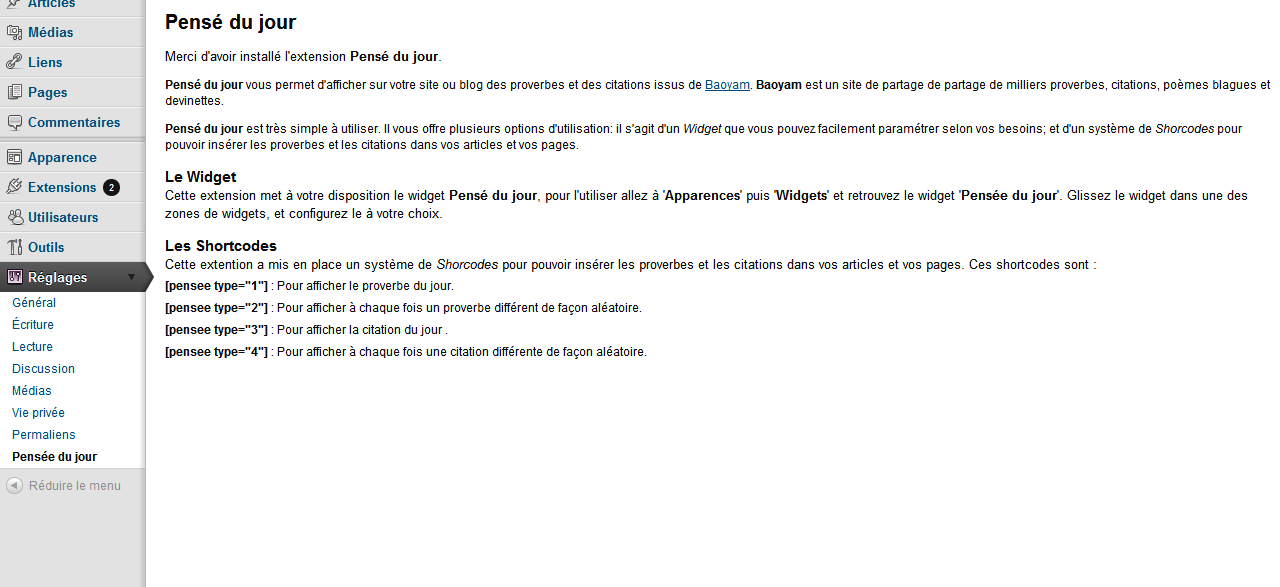 Articles
Médias
Liens
Pages
Commentaires
Apparence
Extensions 2
Utilisateurs
Outils
Réglages
Général
Écriture
Lecture
Discussion
Médias
Vie privée
Permaliens
Pensée du jour
Réduire le menu
Pensé du jour
Merci d'avoir installé l'extension Pensé du jour.
Pensé du jour vous permet d'afficher sur votre site ou blog des proverbes et des citations issus de Baoyam. Baoyam est un site de partage de partage de milliers proverbes, citations, poèmes blagues et
devinettes.
Pensé du jour est très simple à utiliser. Il vous offre plusieurs options d'utilisation: il s'agit d'un Widget que vous pouvez facilement paramétrer selon vos besoins; et d'un système de Shorcodes pour
pouvoir insérer les proverbes et les citations dans vos articles et vos pages.
Le Widget
Cette extension met à votre disposition le widget Pensé du jour, pour l'utiliser allez à 'Apparences' puis 'Widgets' et retrouvez le widget 'Pensée du jour'. Glissez le widget dans une des
zones de widgets, et configurez le à votre choix.
Les Shortcodes
Cette extention a mis en place un système de Shorcodes pour pouvoir insérer les proverbes et les citations dans vos articles et vos pages. Ces shortcodes sont :
[pensee type="1"] : Pour afficher le proverbe du jour.
[pensee type="2"] : Pour afficher à chaque fois un proverbe différent de façon aléatoire.
[pensee type="3"] : Pour afficher la citation du jour .
[pensee type="4"] : Pour afficher à chaque fois une citation différente de façon aléatoire.